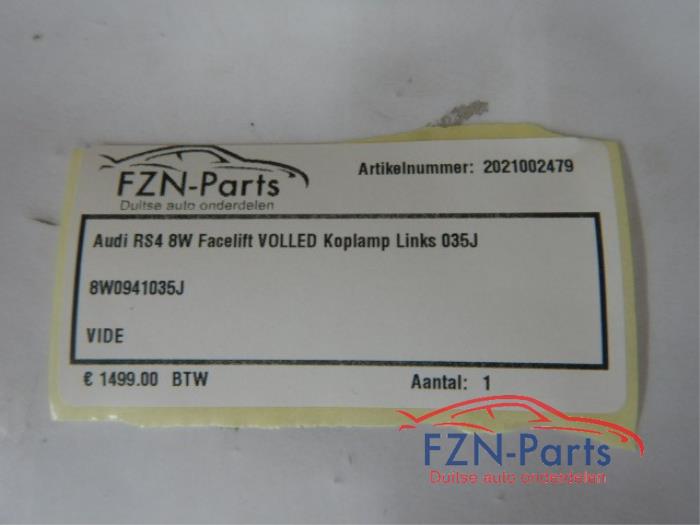 FZN-Parts
Duitse auto onderdelen
Artikelnummer: 2021002479
Audi RS4 8W Facelift VOLLED Koplamp Links 035J
8W0941035J
VIDE
€ 1499.00 BTW
Aantal: 1
FZN-Parts
Duitse auto onderdelen